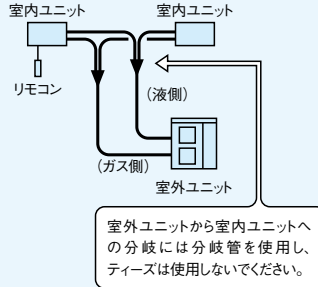 室内ユニット
室内ユニット
リモコン
(液側)
(ガス側)
室外ユニット
室外ユニットから室内ユニットへ
の分岐には分岐管を使用し、
ティーズは使用しないでください。